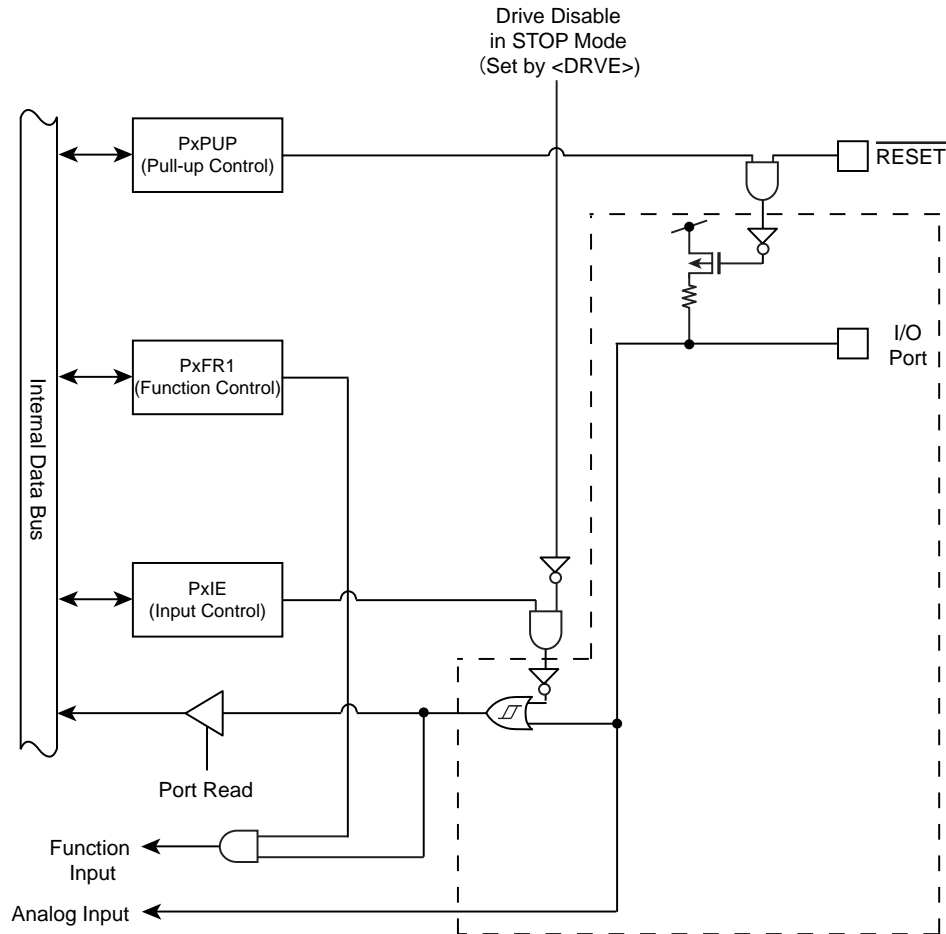 Drive Disable
in STOP Mode
(Set by <DRVE>)
PxPUP
(Pull-up Control)
RESET
I/O
Port
PxFR1
(Function Control)
Internal Data Bus
PxIE
(Input Control)
Port Read
Function
Input
Analog Input